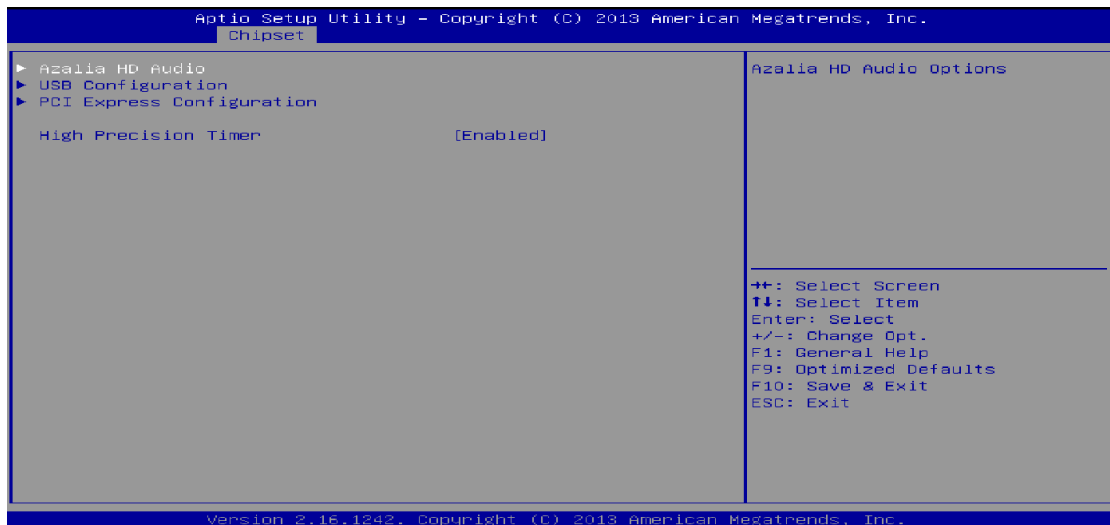 Aptio Setup Utility – Copyright (C) 2013 American Megatrends, Inc.
Chipset
► Azalia HD Audio
► USB Configuration
► PCI Express Configuration
High Precision Timer [Enabled]
Azalia HD Audio Options
→←: Select Screen
↑↓: Select Item
Enter: Select
+/-: Change Opt.
F1: General Help
F9: Optimized Defaults
F10: Save & Exit
ESC: Exit
Version 2.16.1242. Copyright (C) 2013 American Megatrends, Inc.